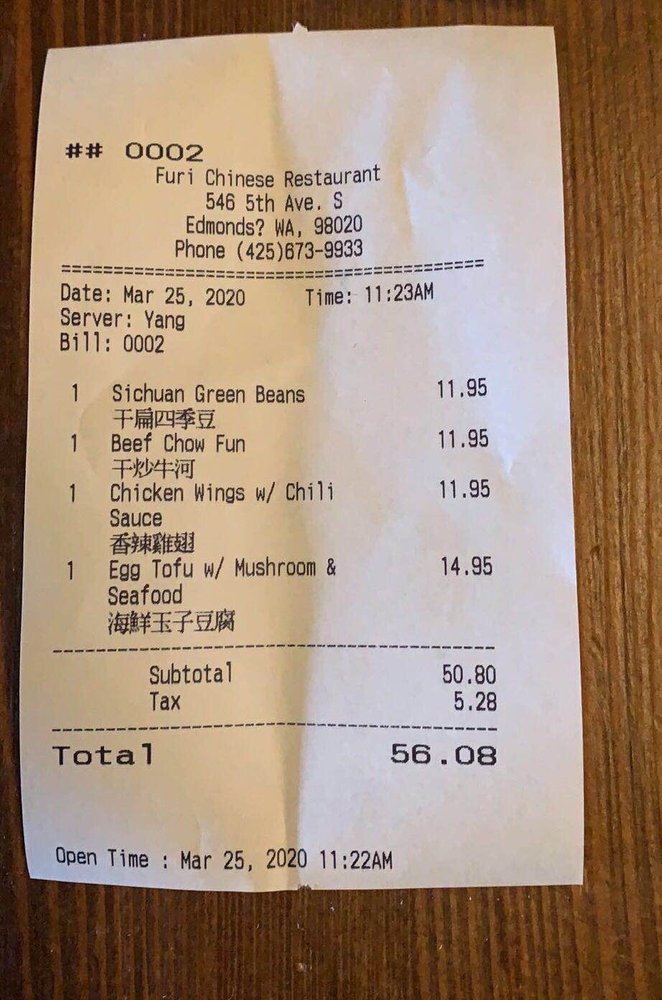 ## 0002
Furi Chinese Restaurant
546 5th Ave. S
Edmonds? WA, 98020
Phone (425)673-9933
==========================================
Date: Mar 25, 2020 Time: 11:23AM
Server: Yang
Bill: 0002
1 Sichuan Green Beans 11.95
干扁四季豆
1 Beef Chow Fun 11.95
干炒牛河
1 Chicken Wings w/ Chili 11.95
Sauce
香辣雞翅
1 Egg Tofu w/ Mushroom & 14.95
Seafood
海鮮玉子豆腐
------------------------------------------
Subtotal 50.80
Tax 5.28
------------------------------------------
Total 56.08
Open Time : Mar 25, 2020 11:22AM